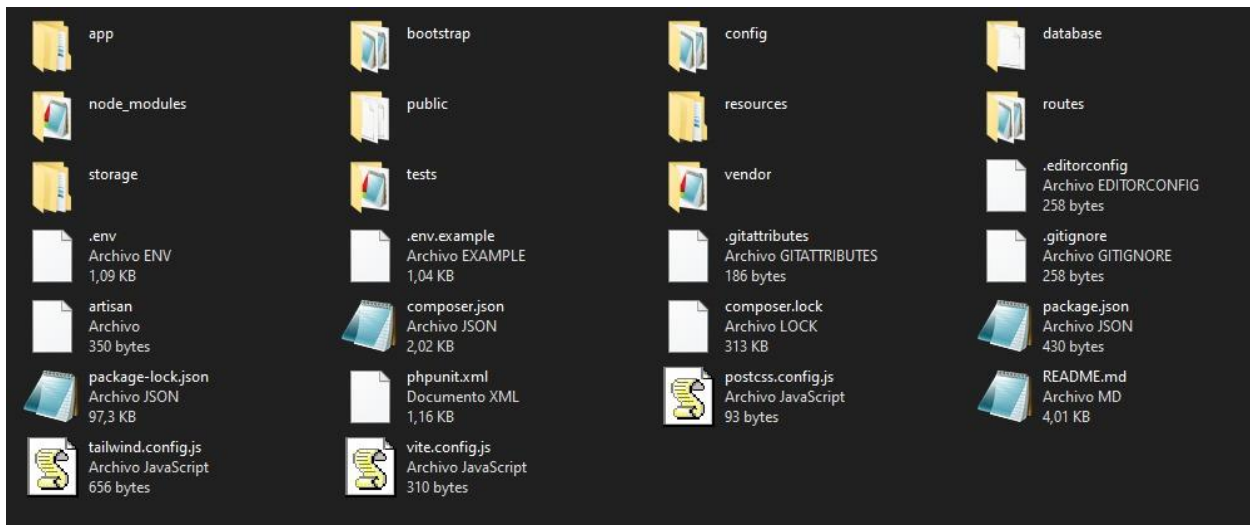 app
bootstrap
config
database
node_modules
public
resources
routes
storage
tests
vendor
.editorconfig
Archivo EDITORCONFIG
258 bytes
.env
Archivo ENV
1,09 KB
.env.example
Archivo EXAMPLE
1,04 KB
.gitattributes
Archivo GITATTRIBUTES
186 bytes
.gitignore
Archivo GITIGNORE
258 bytes
artisan
Archivo
350 bytes
composer.json
Archivo JSON
2,02 KB
composer.lock
Archivo LOCK
313 KB
package.json
Archivo JSON
430 bytes
package-lock.json
Archivo JSON
97,3 KB
phpunit.xml
Documento XML
1,16 KB
postcss.config.js
Archivo JavaScript
93 bytes
README.md
Archivo MD
4,01 KB
tailwind.config.js
Archivo JavaScript
656 bytes
vite.config.js
Archivo JavaScript
310 bytes